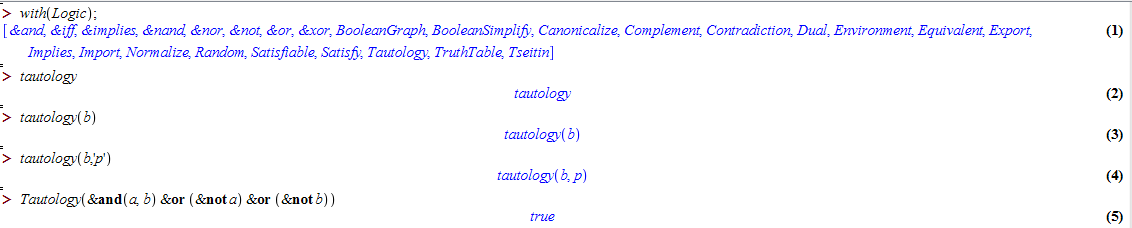 > with(Logic);
[&and, &iff, &implies, &nand, &nor, &not, &or, &xor, BooleanGraph, BooleanSimplify, Canonicalize, Complement, Contradiction, Dual, Environment, Equivalent, Export, (1)
Implies, Import, Normalize, Random, Satisfiable, Satisfy, Tautology, TruthTable, Tseitin]
> tautology
tautology (2)
> tautology(b)
tautology(b) (3)
> tautology(b,'p')
tautology(b, p) (4)
> Tautology(&and(a, b) &or (&not a) &or (&not b))
true (5)